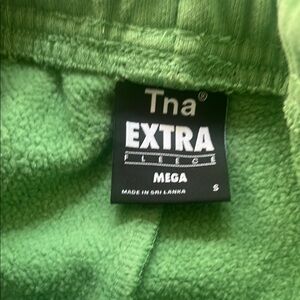 Tna®
EXTRA
FLEECE
MEGA
MADE IN SRI LANKA S